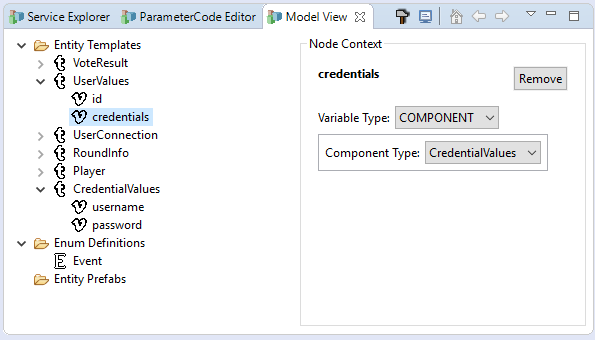 Service Explorer
ParameterCode Editor
Model View
Entity Templates
VoteResult
UserValues
id
credentials
UserConnection
RoundInfo
Player
CredentialValues
username
password
Enum Definitions
Event
Entity Prefabs
Node Context
credentials
Remove
Variable Type: COMPONENT
Component Type: CredentialValues